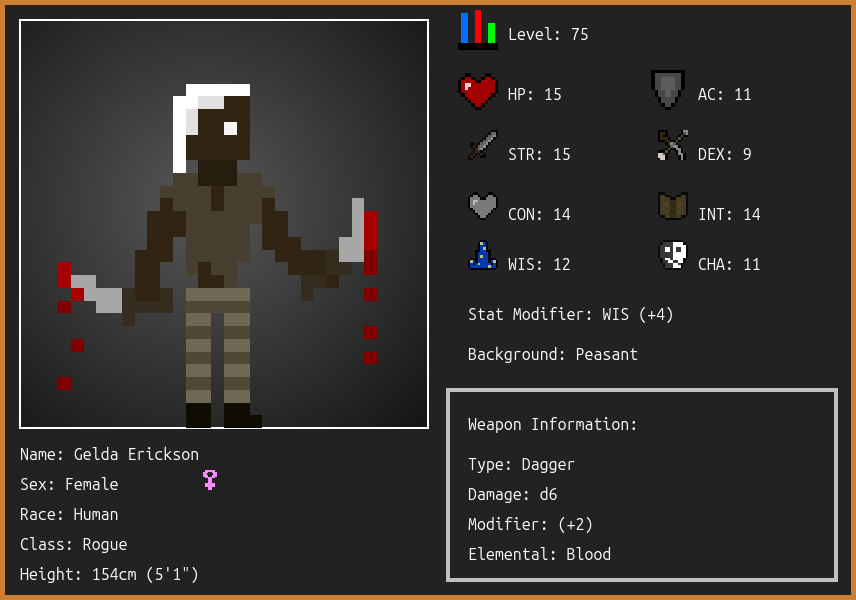 Level: 75
HP: 15
AC: 11
STR: 15
DEX: 9
CON: 14
INT: 14
WIS: 12
CHA: 11
Stat Modifier: WIS (+4)
Background: Peasant
Weapon Information:
Type: Dagger
Damage: d6
Modifier: (+2)
Elemental: Blood
Name: Gelda Erickson
Sex: Female
Race: Human
Class: Rogue
Height: 154cm (5'1")